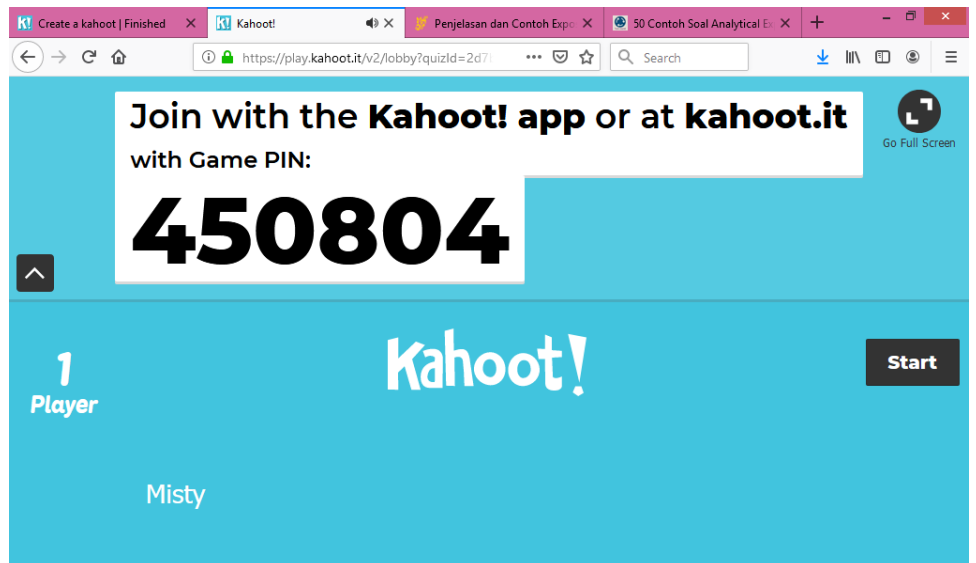 Create a kahoot | Finished
Kahoot!
Penjelasan dan Contoh Expo
50 Contoh Soal Analytical Ex
https://play.kahoot.it/v2/lobby?quizId=2d7
Search
Join with the Kahoot! app or at kahoot.it
with Game PIN:
450804
Go Full Screen
Kahoot!
1
Player
Start
Misty